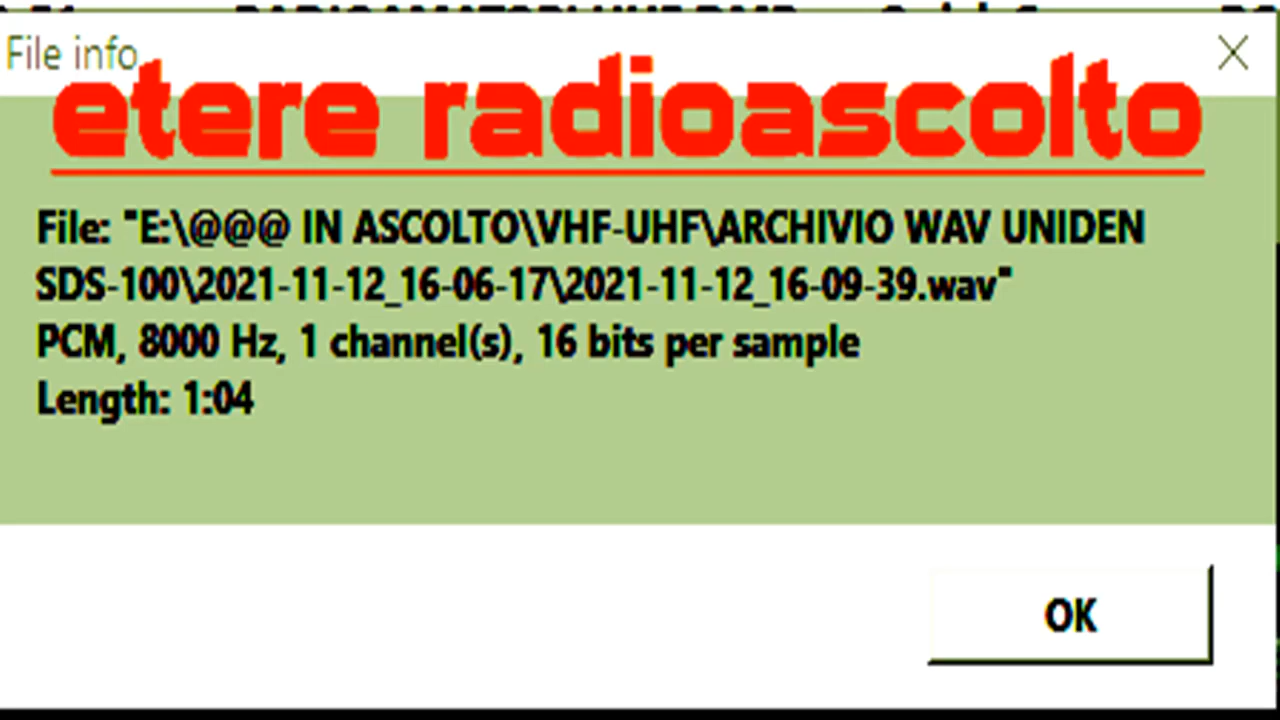 File info
etere radioascolto
File: "E:\@@@ IN ASCOLTO\VHF-UHF\ARCHIVIO WAV UNIDEN
SDS-100\2021-11-12_16-06-17\2021-11-12_16-09-39.wav"
PCM, 8000 Hz, 1 channel(s), 16 bits per sample
Length: 1:04
OK